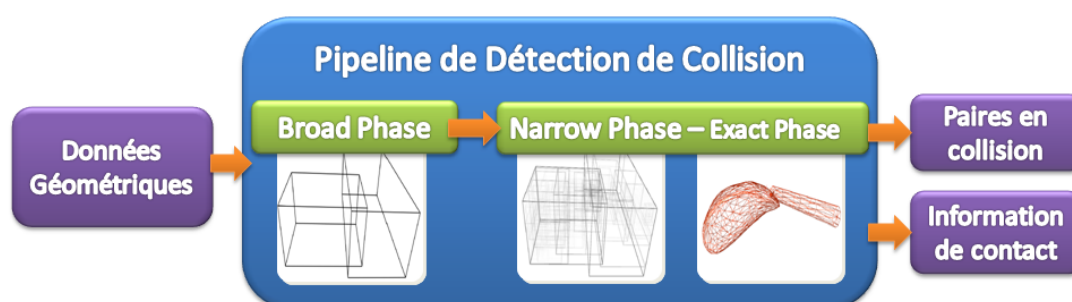 Pipeline de Détection de Collision
Données
Géométriques
Broad Phase
Narrow Phase – Exact Phase
Paires en
collision
Information
de contact